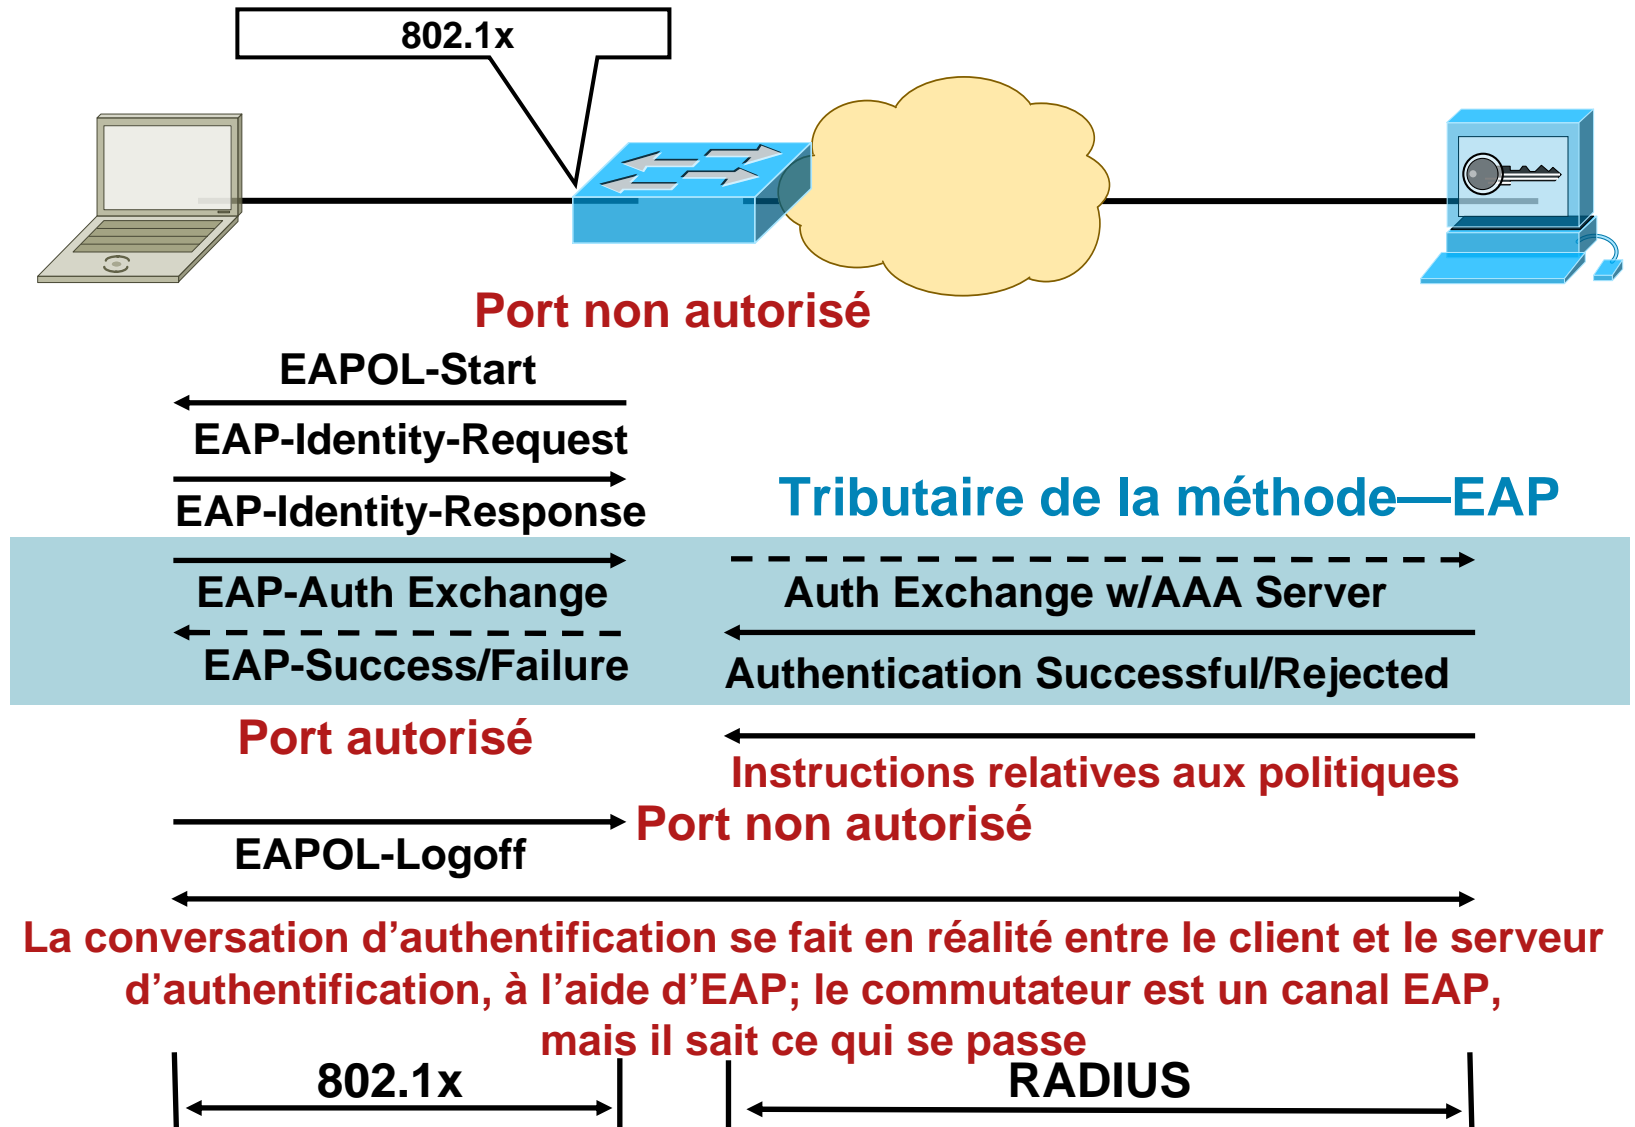 802.1x
Port non autorisé
EAPOL-Start
EAP-Identity-Request
EAP-Identity-Response
Tributaire de la méthode—EAP
EAP-Auth Exchange
Auth Exchange w/AAA Server
EAP-Success/Failure
Authentication Successful/Rejected
Port autorisé
Instructions relatives aux politiques
Port non autorisé
EAPOL-Logoff
La conversation d’authentification se fait en réalité entre le client et le serveur
d’authentification, à l’aide d’EAP; le commutateur est un canal EAP,
mais il sait ce qui se passe
802.1x
RADIUS